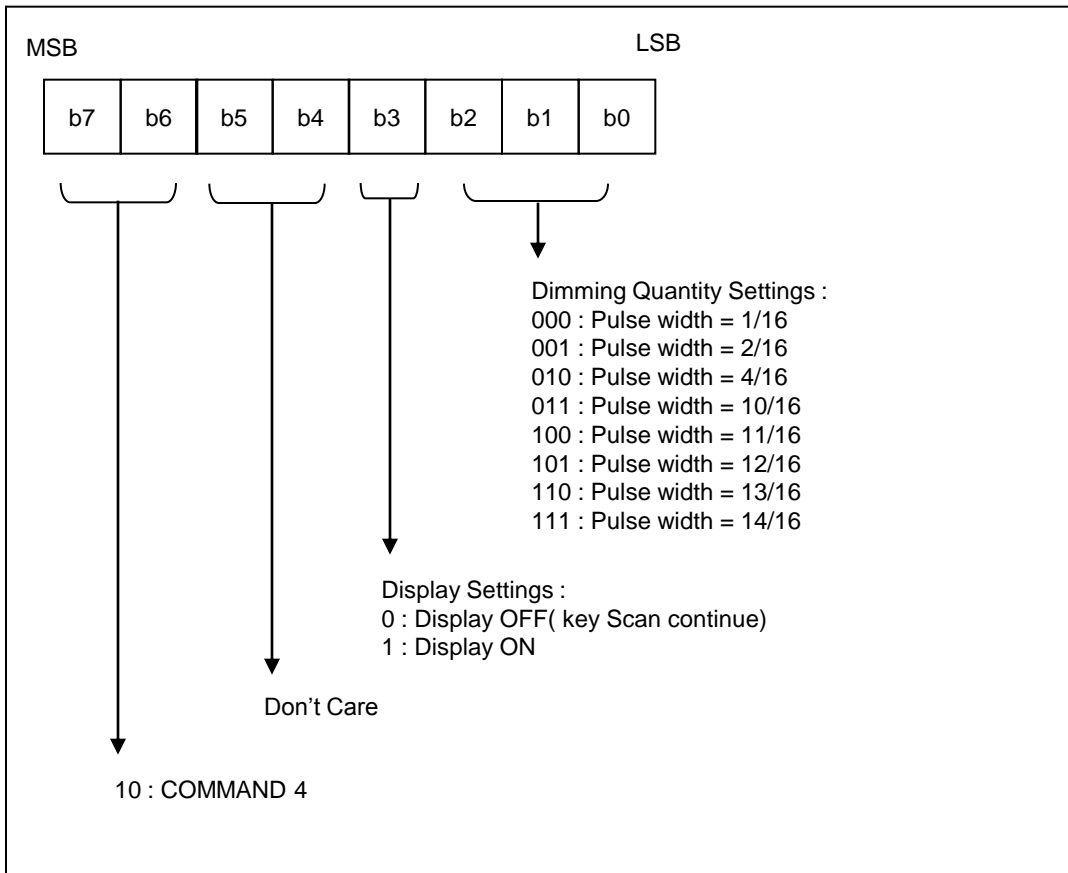 MSB
LSB
b7 b6 b5 b4 b3 b2 b1 b0
Dimming Quantity Settings :
000 : Pulse width = 1/16
001 : Pulse width = 2/16
010 : Pulse width = 4/16
011 : Pulse width = 10/16
100 : Pulse width = 11/16
101 : Pulse width = 12/16
110 : Pulse width = 13/16
111 : Pulse width = 14/16
Display Settings :
0 : Display OFF( key Scan continue)
1 : Display ON
Don’t Care
10 : COMMAND 4